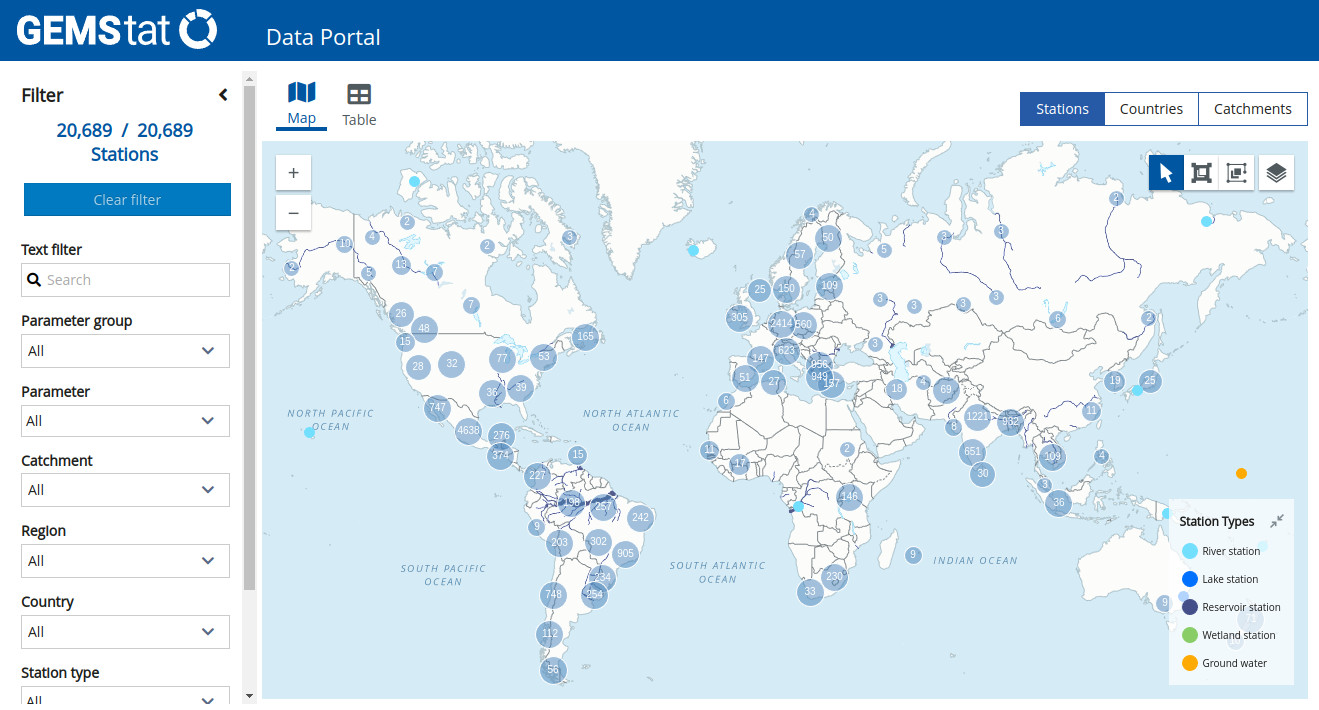 GEMStat
Data Portal
Filter
20,689 / 20,689
Stations
Clear filter
Text filter
Search
Parameter group
All
Parameter
All
Catchment
All
Region
All
Country
All
Station type
All
Map
Table
Stations
Countries
Catchments
+
−
2
4
2
2
3
10
4
2
3
3
50
57
5
2
5
13
7
25
150
109
3
3
3
3
7
26
48
305
2414
560
6
2
15
165
3
28
32
77
53
147
623
956
51
27
949
157
18
4
69
19
25
36
39
6
747
1221
932
11
NORTH PACIFIC
OCEAN
NORTH ATLANTIC
OCEAN
4638
276
8
374
15
11
17
2
651
109
4
227
30
138
257
146
36
242
9
203
302
905
9
INDIAN OCEAN
SOUTH PACIFIC
OCEAN
SOUTH ATLANTIC
OCEAN
234
230
748
254
33
9
112
56
Station Types
River station
Lake station
Reservoir station
Wetland station
Ground water